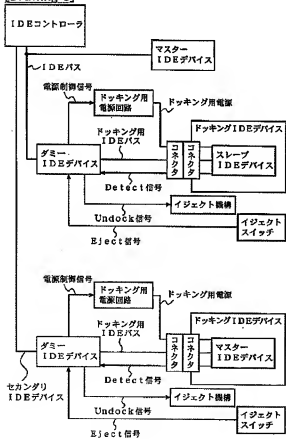 IDEコントローラ
マスター
IDEデバイス
IDEバス
電源制御信号
ドッキング用
電源回路
ドッキング用電源
ドッキング用
IDEバス
ドッキングIDEデバイス
コネクタ
コネクタ
スレーブ
IDEデバイス
ダミー
IDEデバイス
Detect信号
イジェクト機構
Undock信号
イジェクト
スイッチ
Eject信号
電源制御信号
ドッキング用
電源回路
ドッキング用電源
ドッキング用
IDEバス
ドッキングIDEデバイス
コネクタ
コネクタ
マスター
IDEデバイス
ダミー
IDEデバイス
Detect信号
セカンダリ
IDEデバイス
イジェクト機構
Undock信号
イジェクト
スイッチ
Eject信号